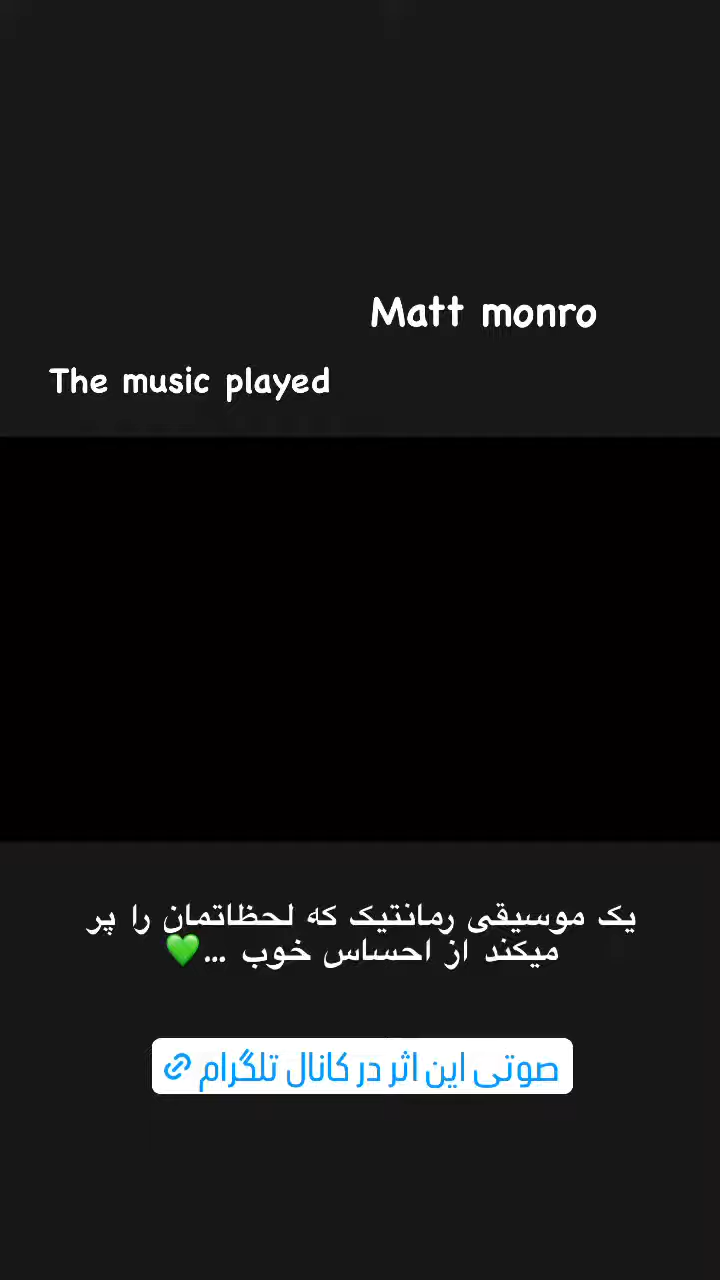 Matt monro
The music played
یک موسیقی رمانتیک که لحظاتمان را پر
میکند از احساس خوب ...💚
صوتی این اثر در کانال تلگرام